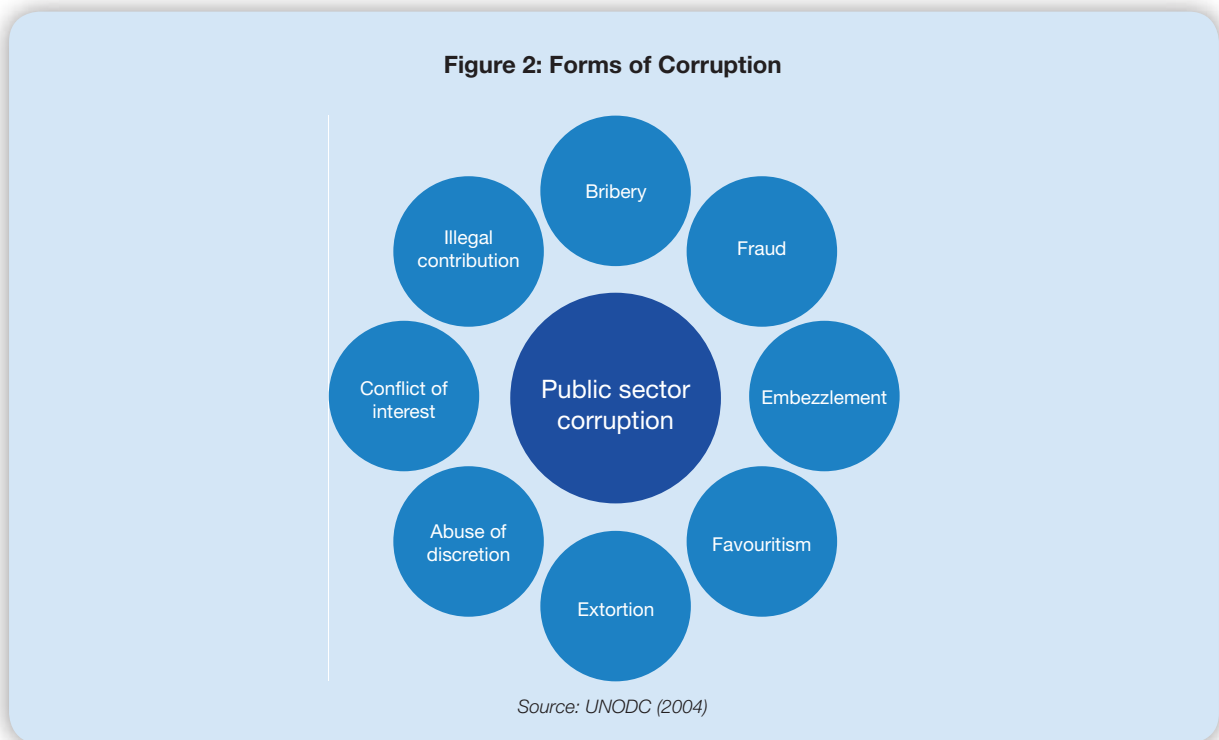 Figure 2: Forms of Corruption
Bribery
Fraud
Embezzlement
Favouritism
Extortion
Abuse of
discretion
Conflict of
interest
Illegal
contribution
Public sector
corruption
Source: UNODC (2004)